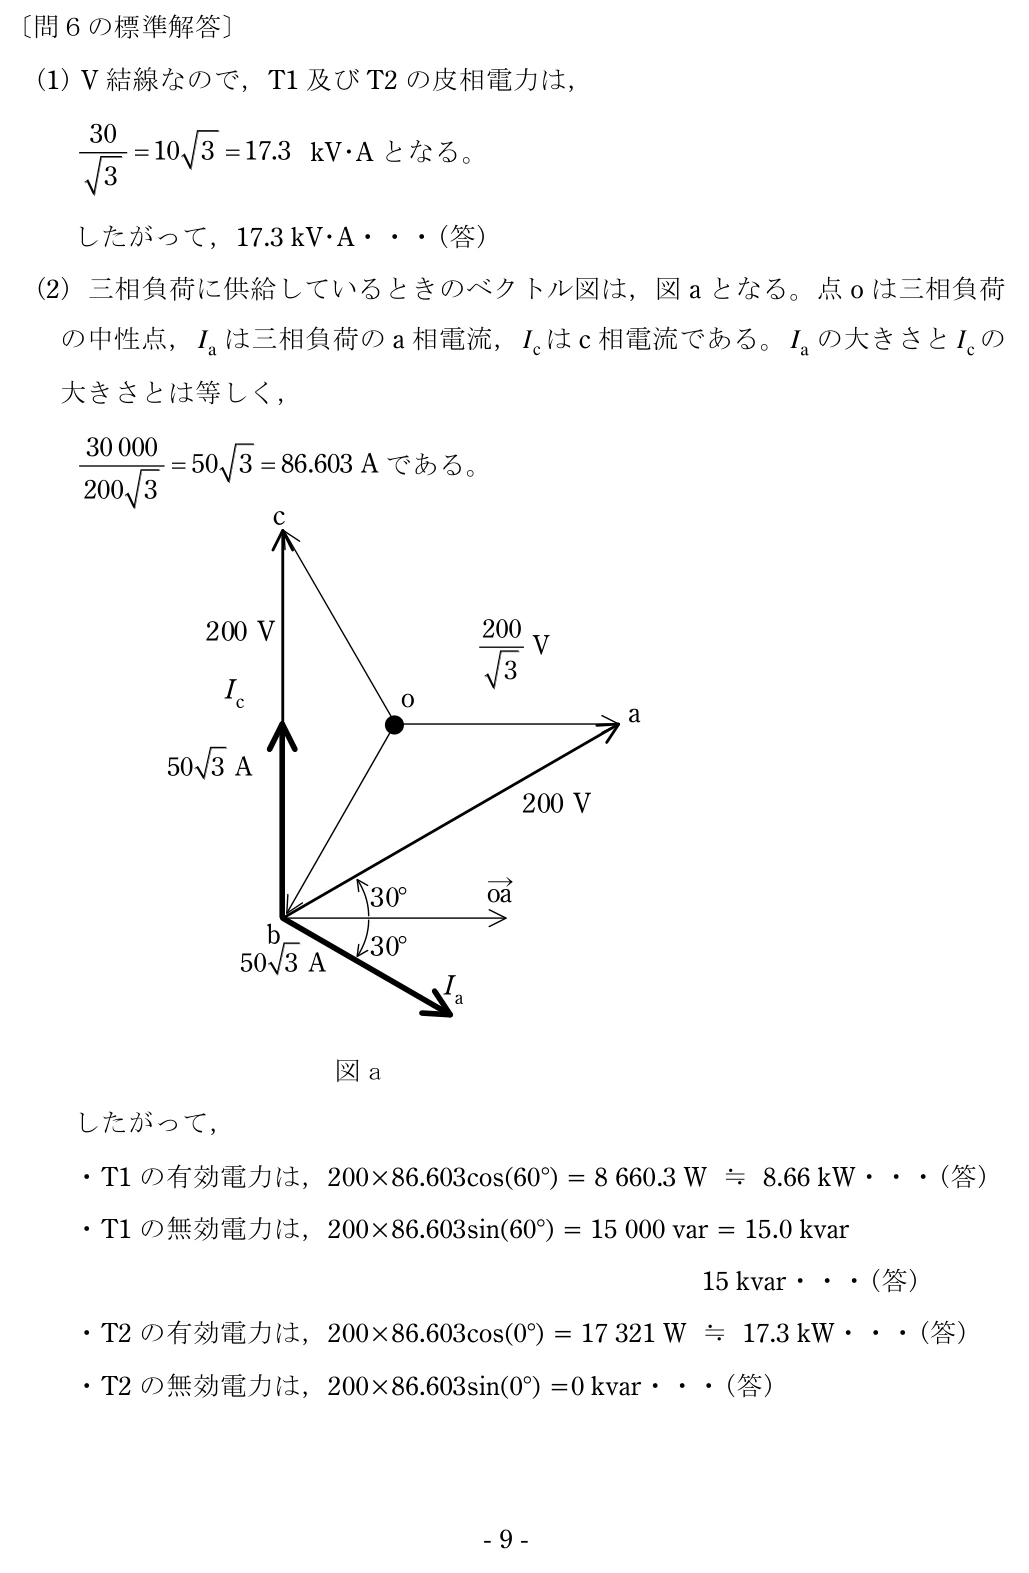 〔問６の標準解答〕
(1) V 結線なので，T1 及び T2 の皮相電力は，
30/√3 = 10√3 = 17.3 kV･A となる。
したがって，17.3 kV･A・・・（答）
(2) 三相負荷に供給しているときのベクトル図は，図 a となる。点 o は三相負荷
の中性点，Ia は三相負荷の a 相電流，Ic は c 相電流である。Ia の大きさと Ic の
大きさとは等しく，
30 000/200√3 = 50√3 = 86.603 A である。
c
200 V
200/√3 V
Ic
o
a
50√3 A
200 V
30°
oa→
b
30°
50√3 A
Ia
図 a
したがって，
・T1 の有効電力は，200×86.603cos(60°) = 8 660.3 W ≒ 8.66 kW・・・（答）
・T1 の無効電力は，200×86.603sin(60°) = 15 000 var = 15.0 kvar
15 kvar・・・（答）
・T2 の有効電力は，200×86.603cos(0°) = 17 321 W ≒ 17.3 kW・・・（答）
・T2 の無効電力は，200×86.603sin(0°) =0 kvar・・・（答）
- 9 -